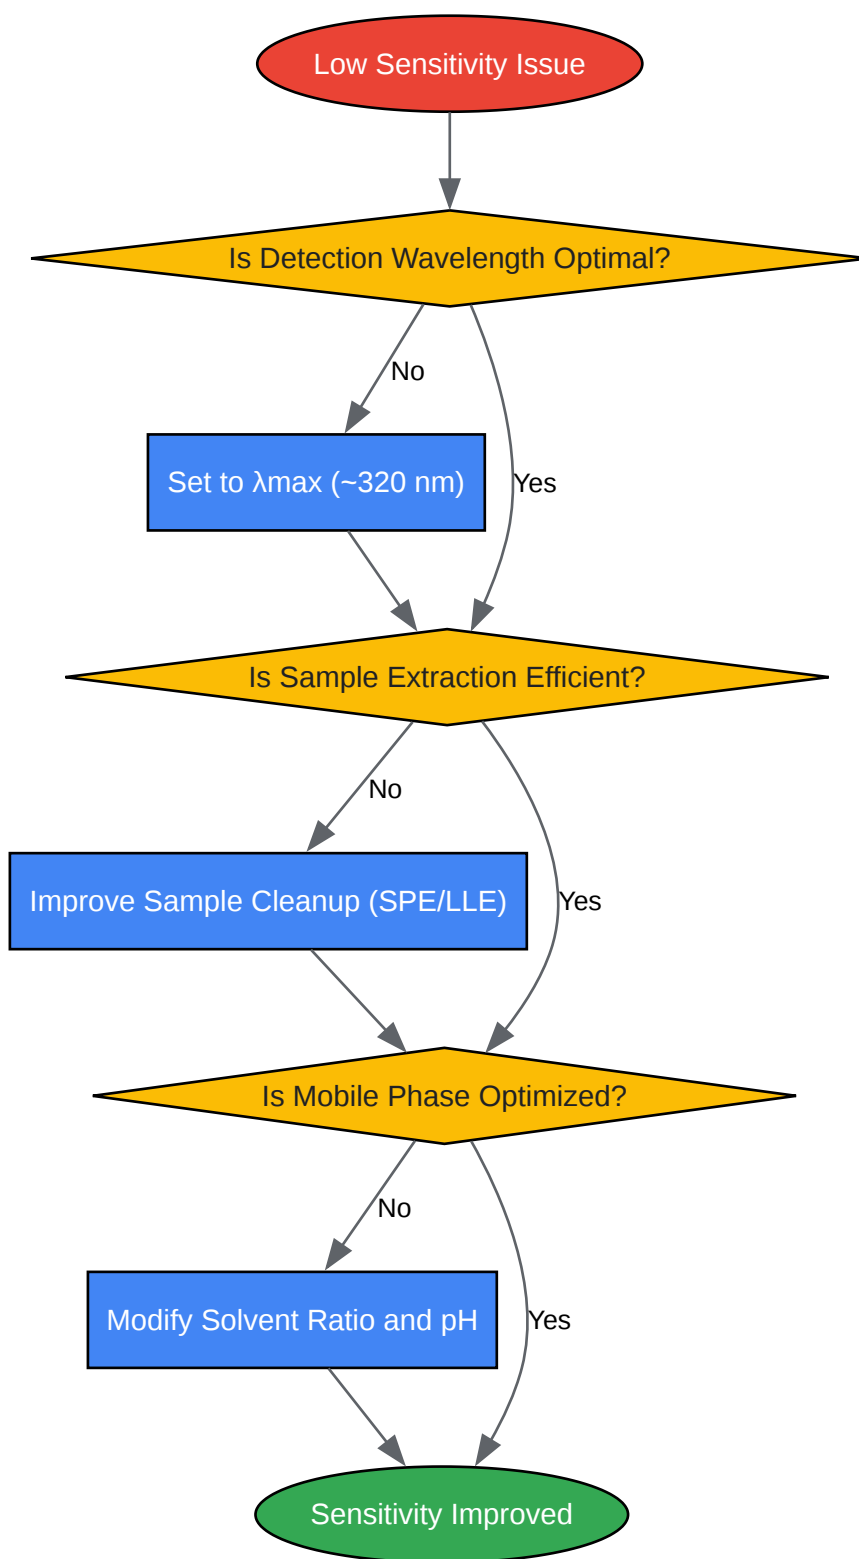 Low Sensitivity Issue
Is Detection Wavelength Optimal?
No
Set to λmax (~320 nm)
Yes
Is Sample Extraction Efficient?
No
Improve Sample Cleanup (SPE/LLE)
Yes
Is Mobile Phase Optimized?
No
Modify Solvent Ratio and pH
Yes
Sensitivity Improved